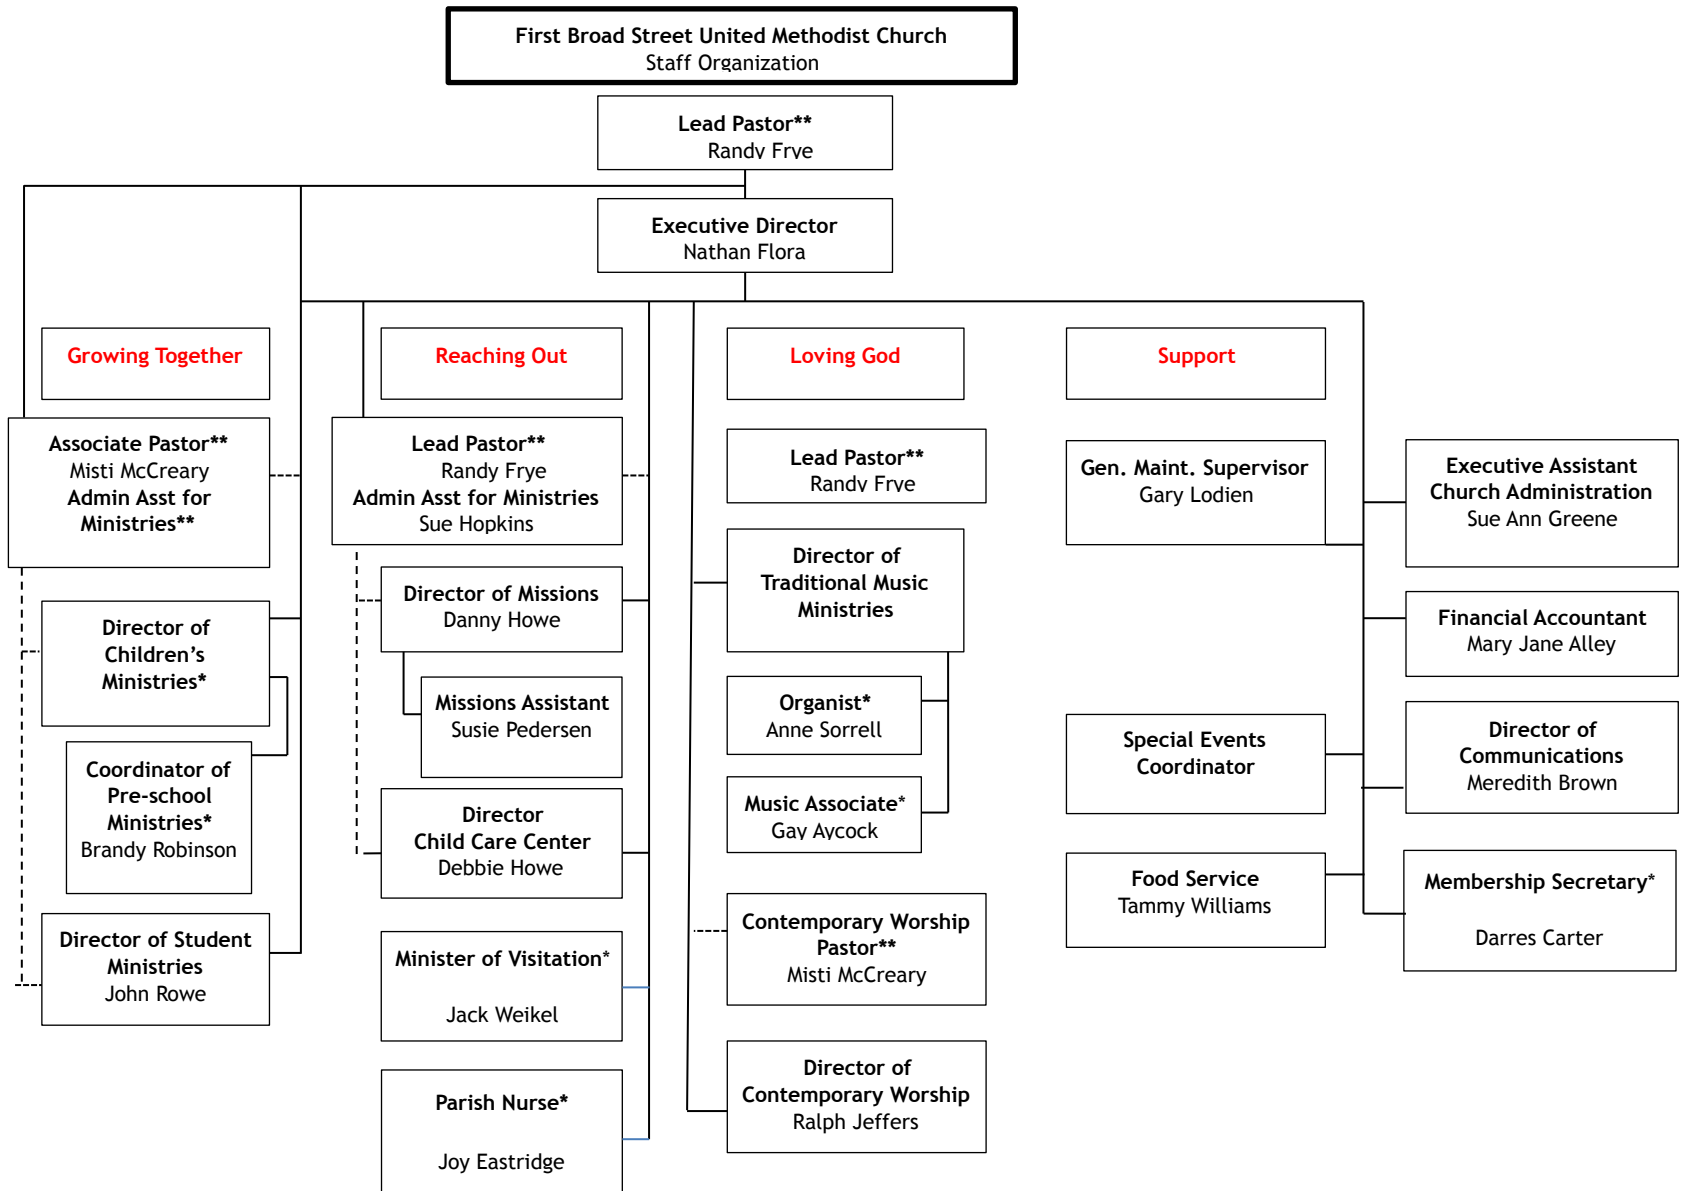 First Broad Street United Methodist Church
Staff Organization
Lead Pastor**
Randy Frye
Executive Director
Nathan Flora
Growing Together
Associate Pastor**
Misti McCreary
Admin Asst for
Ministries**
Director of
Children’s
Ministries*
Coordinator of
Pre-school
Ministries*
Brandy Robinson
Director of Student
Ministries
John Rowe
Reaching Out
Lead Pastor**
Randy Frye
Admin Asst for Ministries
Sue Hopkins
Director of Missions
Danny Howe
Missions Assistant
Susie Pedersen
Director
Child Care Center
Debbie Howe
Minister of Visitation*
Jack Weikel
Parish Nurse*
Joy Eastridge
Loving God
Lead Pastor**
Randy Frye
Director of
Traditional Music
Ministries
Organist*
Anne Sorrell
Music Associate*
Gay Aycock
Contemporary Worship
Pastor**
Misti McCreary
Director of
Contemporary Worship
Ralph Jeffers
Support
Gen. Maint. Supervisor
Gary Lodien
Special Events
Coordinator
Food Service
Tammy Williams
Executive Assistant
Church Administration
Sue Ann Greene
Financial Accountant
Mary Jane Alley
Director of
Communications
Meredith Brown
Membership Secretary*
Darres Carter